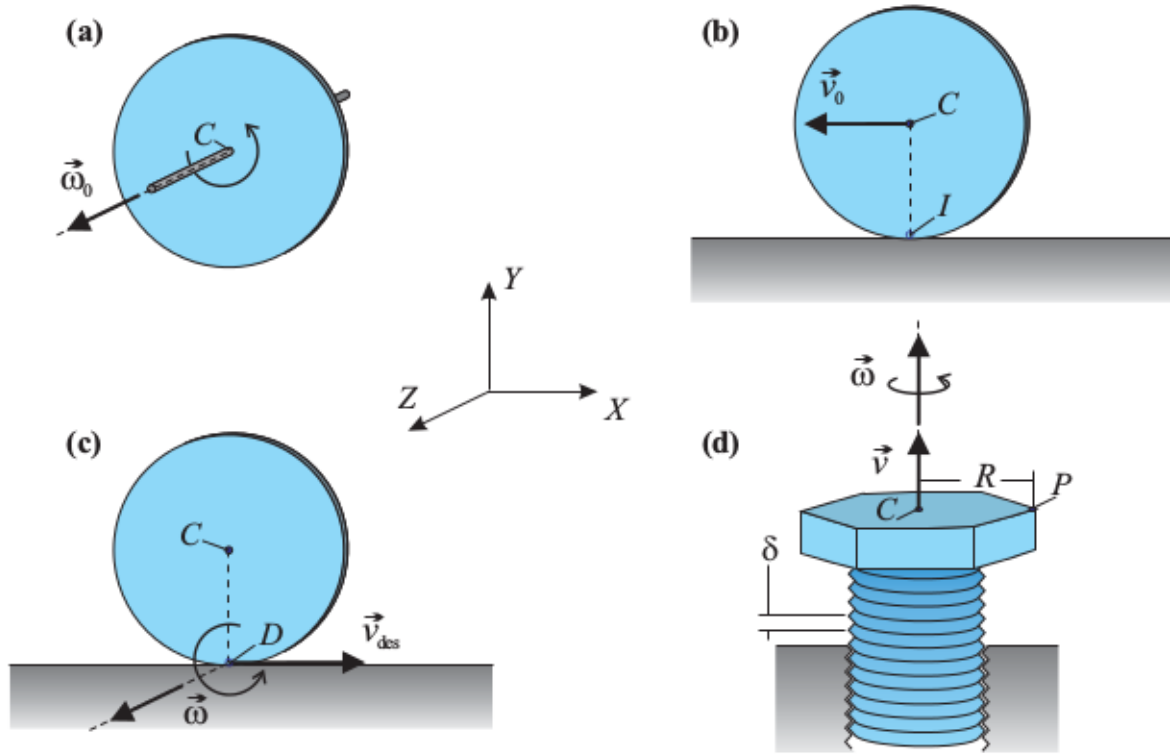 (a)
C
ω⃗₀
(b)
v⃗₀
C
I
Y
Z
X
(c)
C
D
v⃗des
ω⃗
(d)
ω⃗
v⃗
R
P
C
δ